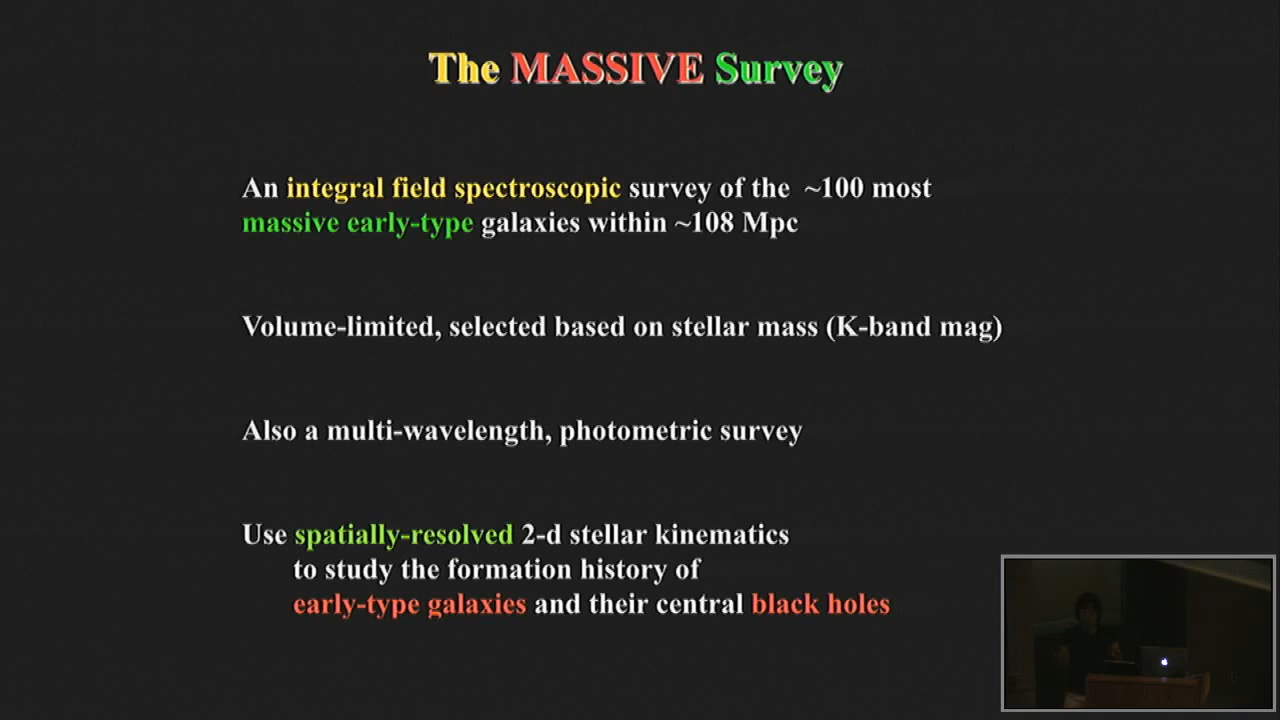 The MASSIVE Survey
An integral field spectroscopic survey of the ~100 most
massive early-type galaxies within ~108 Mpc
Volume-limited, selected based on stellar mass (K-band mag)
Also a multi-wavelength, photometric survey
Use spatially-resolved 2-d stellar kinematics
to study the formation history of
early-type galaxies and their central black holes